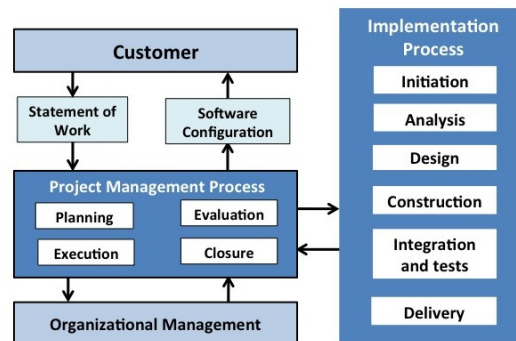 Customer
Statement of
Work
Software
Configuration
Project Management Process
Planning
Evaluation
Execution
Closure
Organizational Management
Implementation
Process
Initiation
Analysis
Design
Construction
Integration
and tests
Delivery